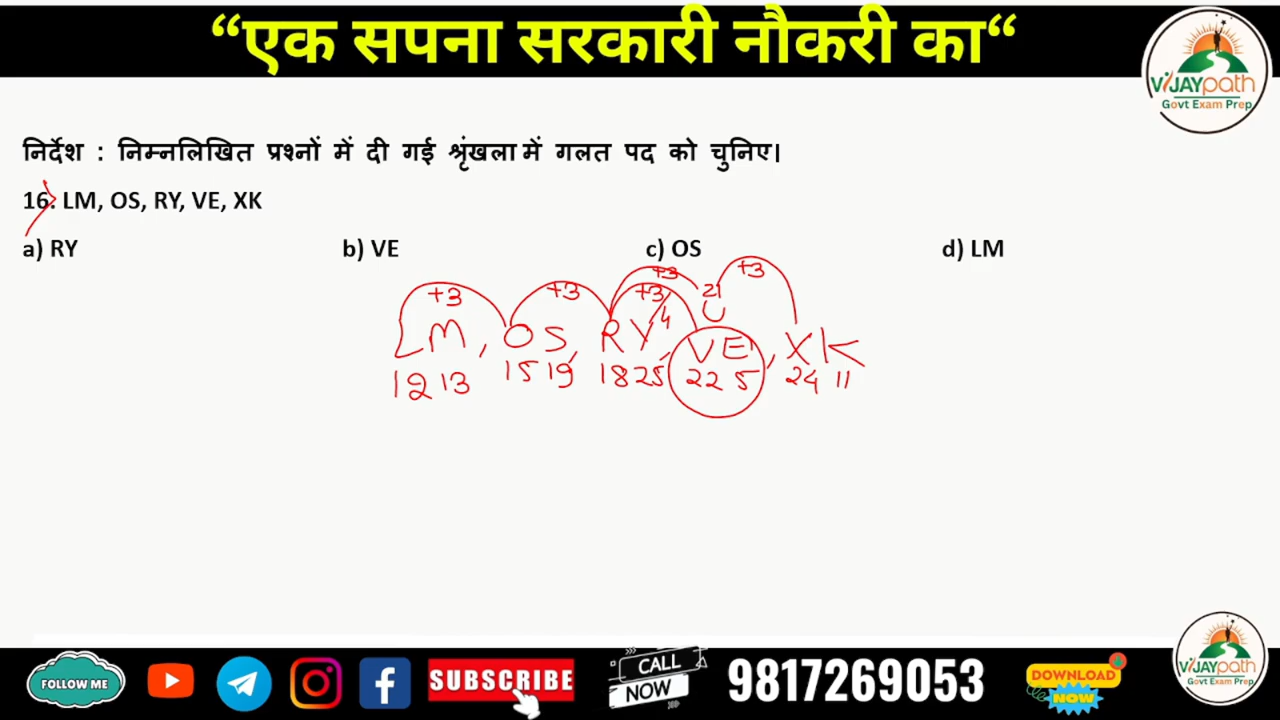 “एक सपना सरकारी नौकरी का“
ViJAYpath
Govt Exam Prep
निर्देश : निम्नलिखित प्रश्नों में दी गई श्रृंखला में गलत पद को चुनिए।
16. LM, OS, RY, VE, XK
a) RY b) VE c) OS d) LM
+3 +3 +3 +3 +3
4 21 U
LM, OS, RY, VE, XK
12 13 15 19 18 25 22 5 24 11
ViJAYpath
Govt Exam Prep
FOLLOW ME
SUBSCRIBE
CALL
NOW
9817269053
DOWNLOAD
NOW